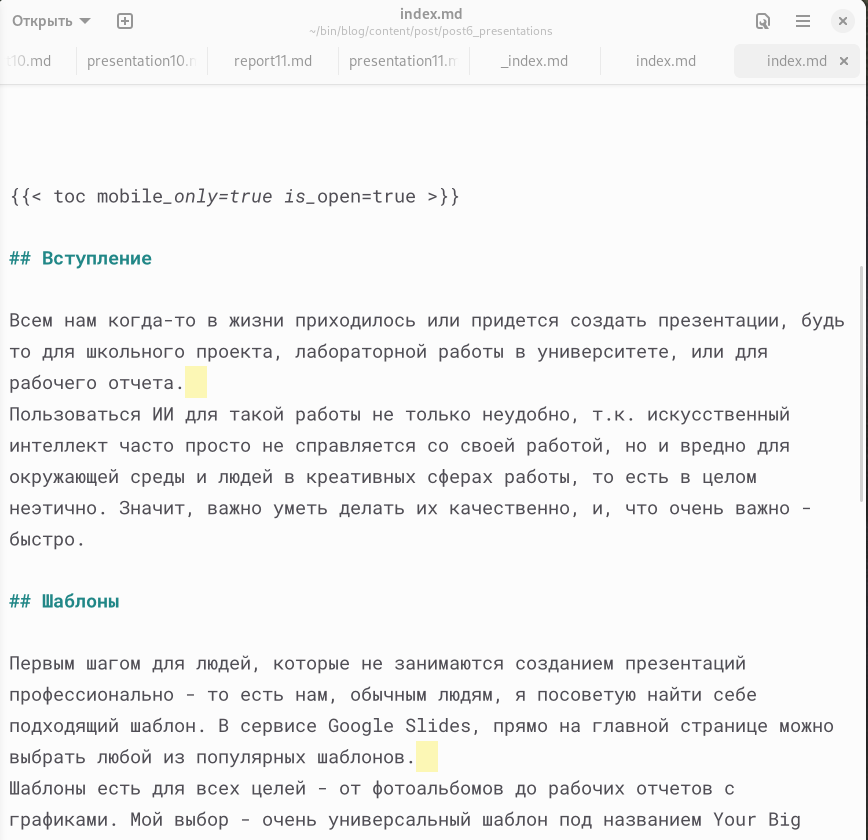 Открыть
index.md
~/bin/blog/content/post/post6_presentations
t10.md presentation10.n report11.md presentation11.m _index.md index.md index.md
{{< toc mobile_only=true is_open=true >}}
## Вступление
Всем нам когда-то в жизни приходилось или придется создать презентации, будь
то для школьного проекта, лабораторной работы в университете, или для
рабочего отчета.
Пользоваться ИИ для такой работы не только неудобно, т.к. искусственный
интеллект часто просто не справляется со своей работой, но и вредно для
окружающей среды и людей в креативных сферах работы, то есть в целом
неэтично. Значит, важно уметь делать их качественно, и, что очень важно -
быстро.
## Шаблоны
Первым шагом для людей, которые не занимаются созданием презентаций
профессионально - то есть нам, обычным людям, я посоветую найти себе
подходящий шаблон. В сервисе Google Slides, прямо на главной странице можно
выбрать любой из популярных шаблонов.
Шаблоны есть для всех целей - от фотоальбомов до рабочих отчетов с
графиками. Мой выбор - очень универсальный шаблон под названием Your Big